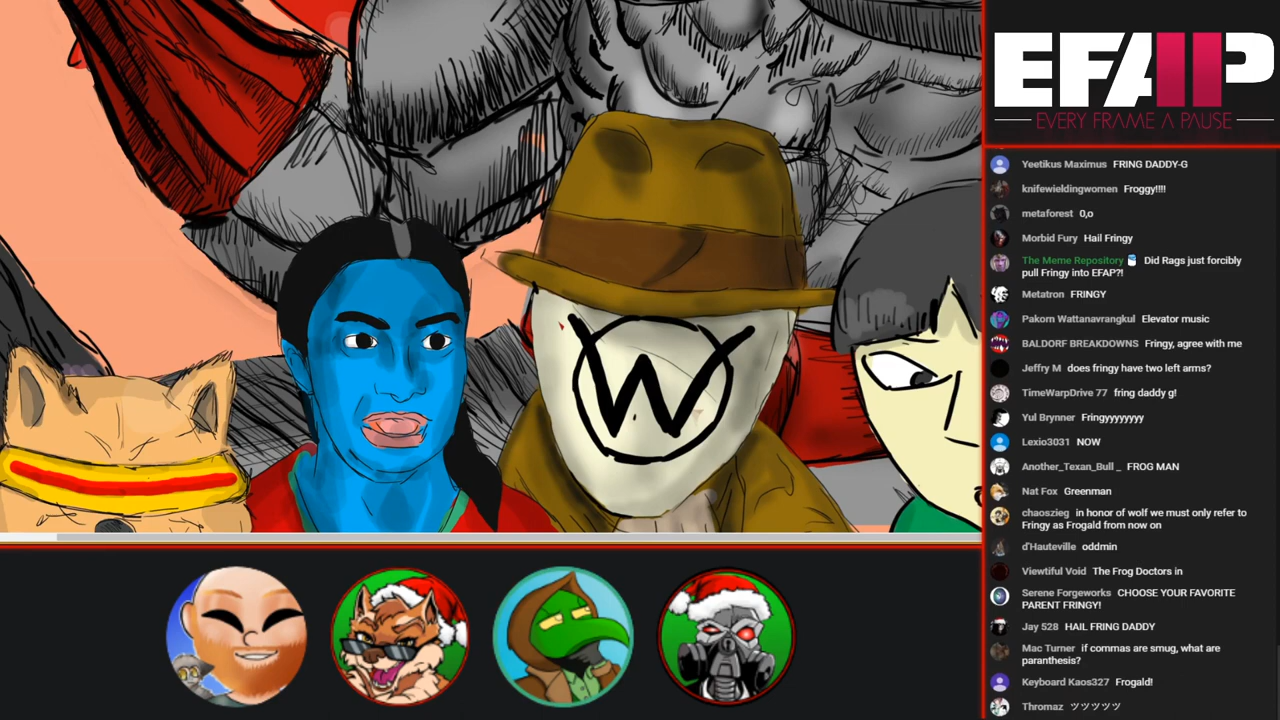 W
EFAP
EVERY FRAME A PAUSE
Yeetikus Maximus FRING DADDY-G
knifewieldingwomen Froggy!!!!
metaforest 0,o
Morbid Fury Hail Fringy
The Meme Repository Did Rags just forcibly
pull Fringy into EFAP?!
Metatron FRINGY
Pakorn Wattanavrangkul Elevator music
BALDORF BREAKDOWNS Fringy, agree with me
Jeffry M does fringy have two left arms?
TimeWarpDrive 77 fring daddy g!
Yul Brynner Fringyyyyyyy
Lexio3031 NOW
Another_Texan_Bull _ FROG MAN
Nat Fox Greenman
chaoszieg in honor of wolf we must only refer to
Fringy as Frogald from now on
d'Hauteville oddmin
Viewtiful Void The Frog Doctors in
Serene Forgeworks CHOOSE YOUR FAVORITE
PARENT FRINGY!
Jay 528 HAIL FRING DADDY
Mac Turner if commas are smug, what are
paranthesis?
Keyboard Kaos327 Frogald!
Thromaz ツツツツツ